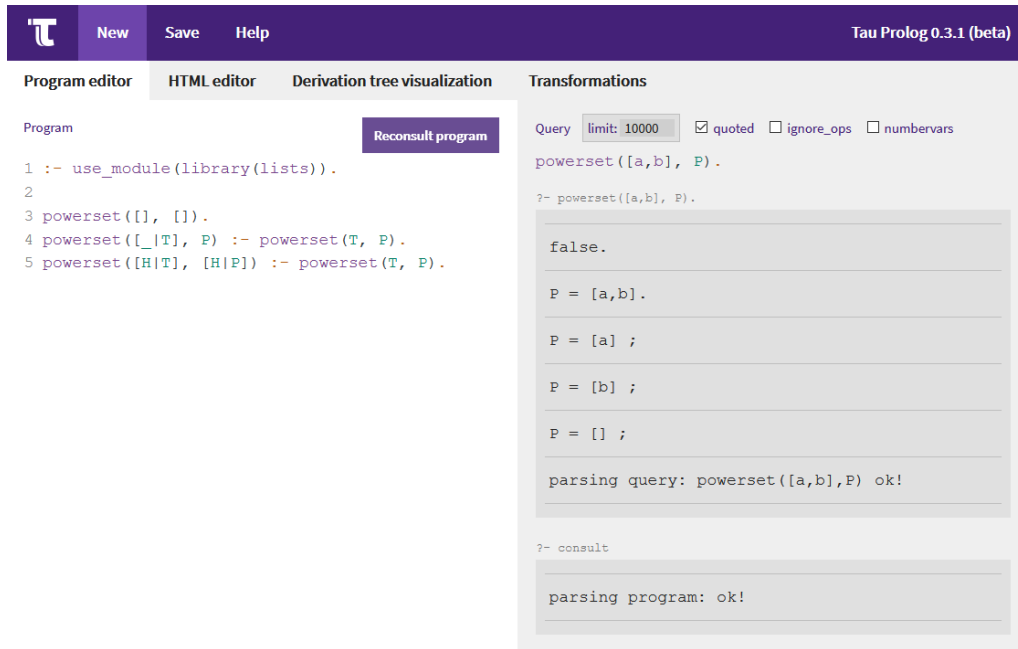 New Save Help Tau Prolog 0.3.1 (beta)
Program editor HTML editor Derivation tree visualization Transformations
Program Reconsult program
1 :- use_module(library(lists)).
2
3 powerset([], []).
4 powerset([_|T], P) :- powerset(T, P).
5 powerset([H|T], [H|P]) :- powerset(T, P).
Query limit: 10000 quoted ignore_ops numbervars
powerset([a,b], P).
?- powerset([a,b], P).
false.
P = [a,b].
P = [a] ;
P = [b] ;
P = [] ;
parsing query: powerset([a,b],P) ok!
?- consult
parsing program: ok!